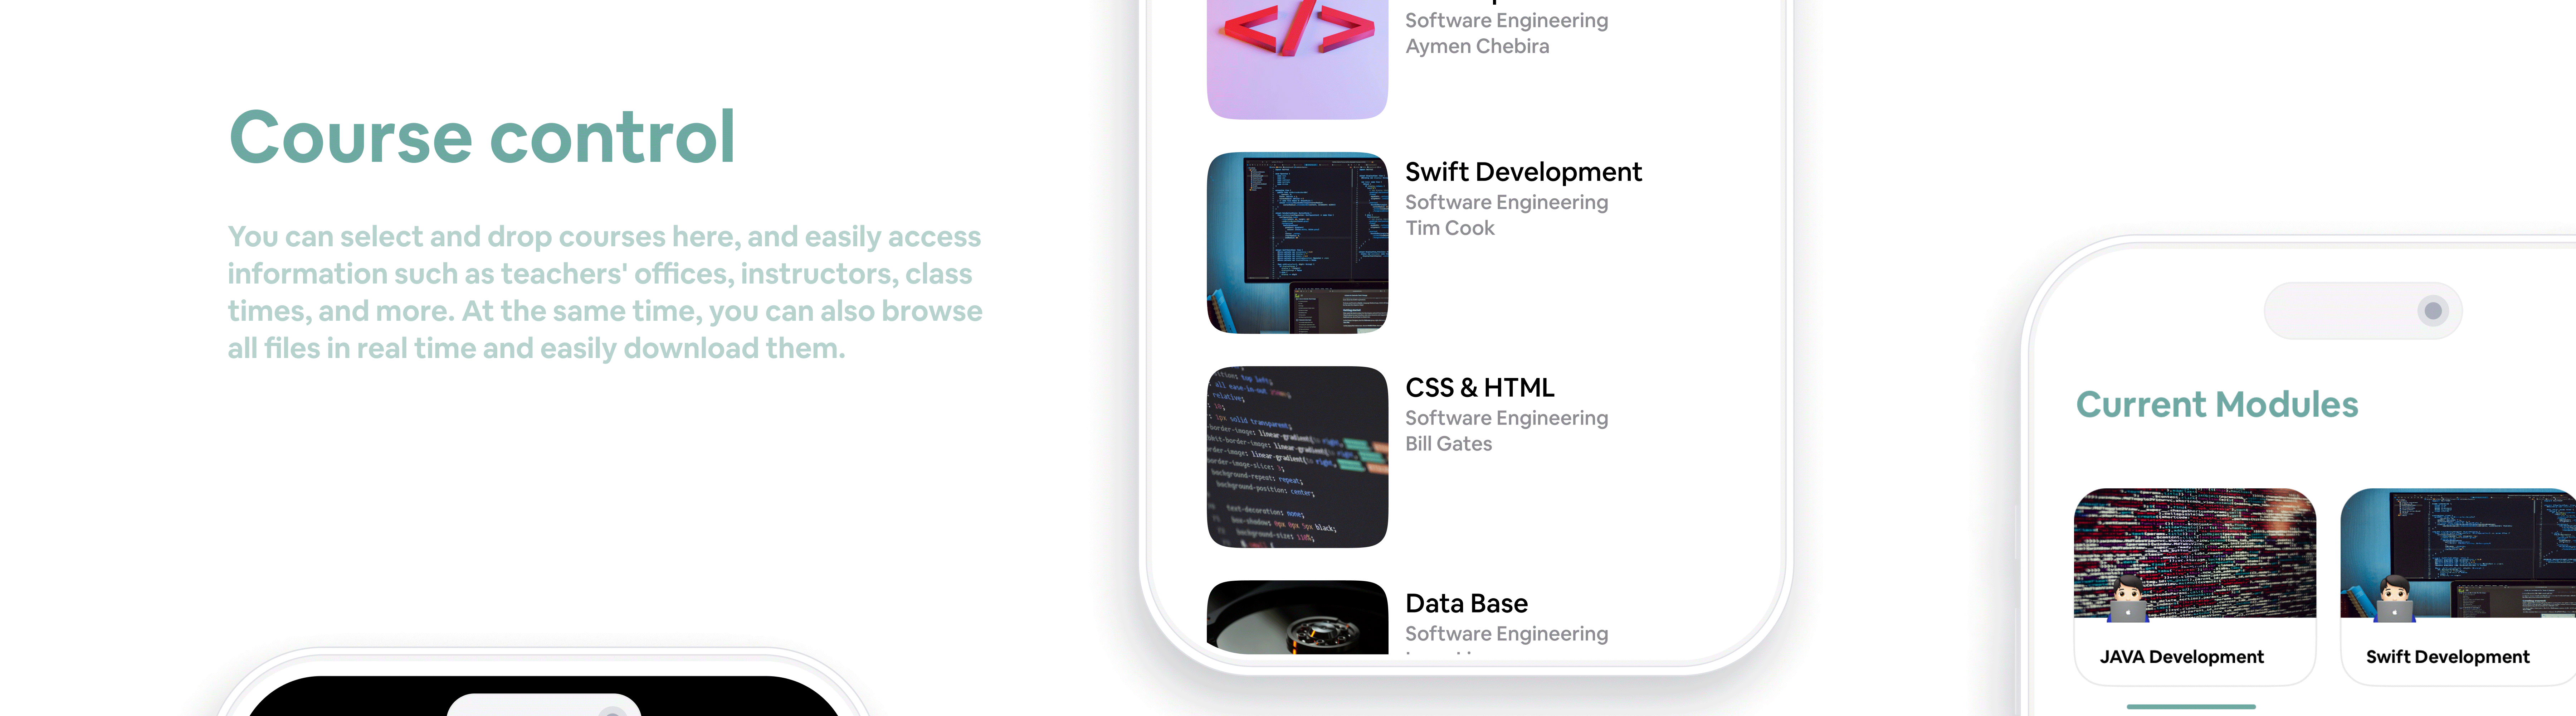 Course control
You can select and drop courses here, and easily access
information such as teachers' offices, instructors, class
times, and more. At the same time, you can also browse
all files in real time and easily download them.
Software Engineering
Aymen Chebira
Swift Development
Software Engineering
Tim Cook
CSS & HTML
Software Engineering
Bill Gates
Data Base
Software Engineering
Current Modules
JAVA Development
Swift Development